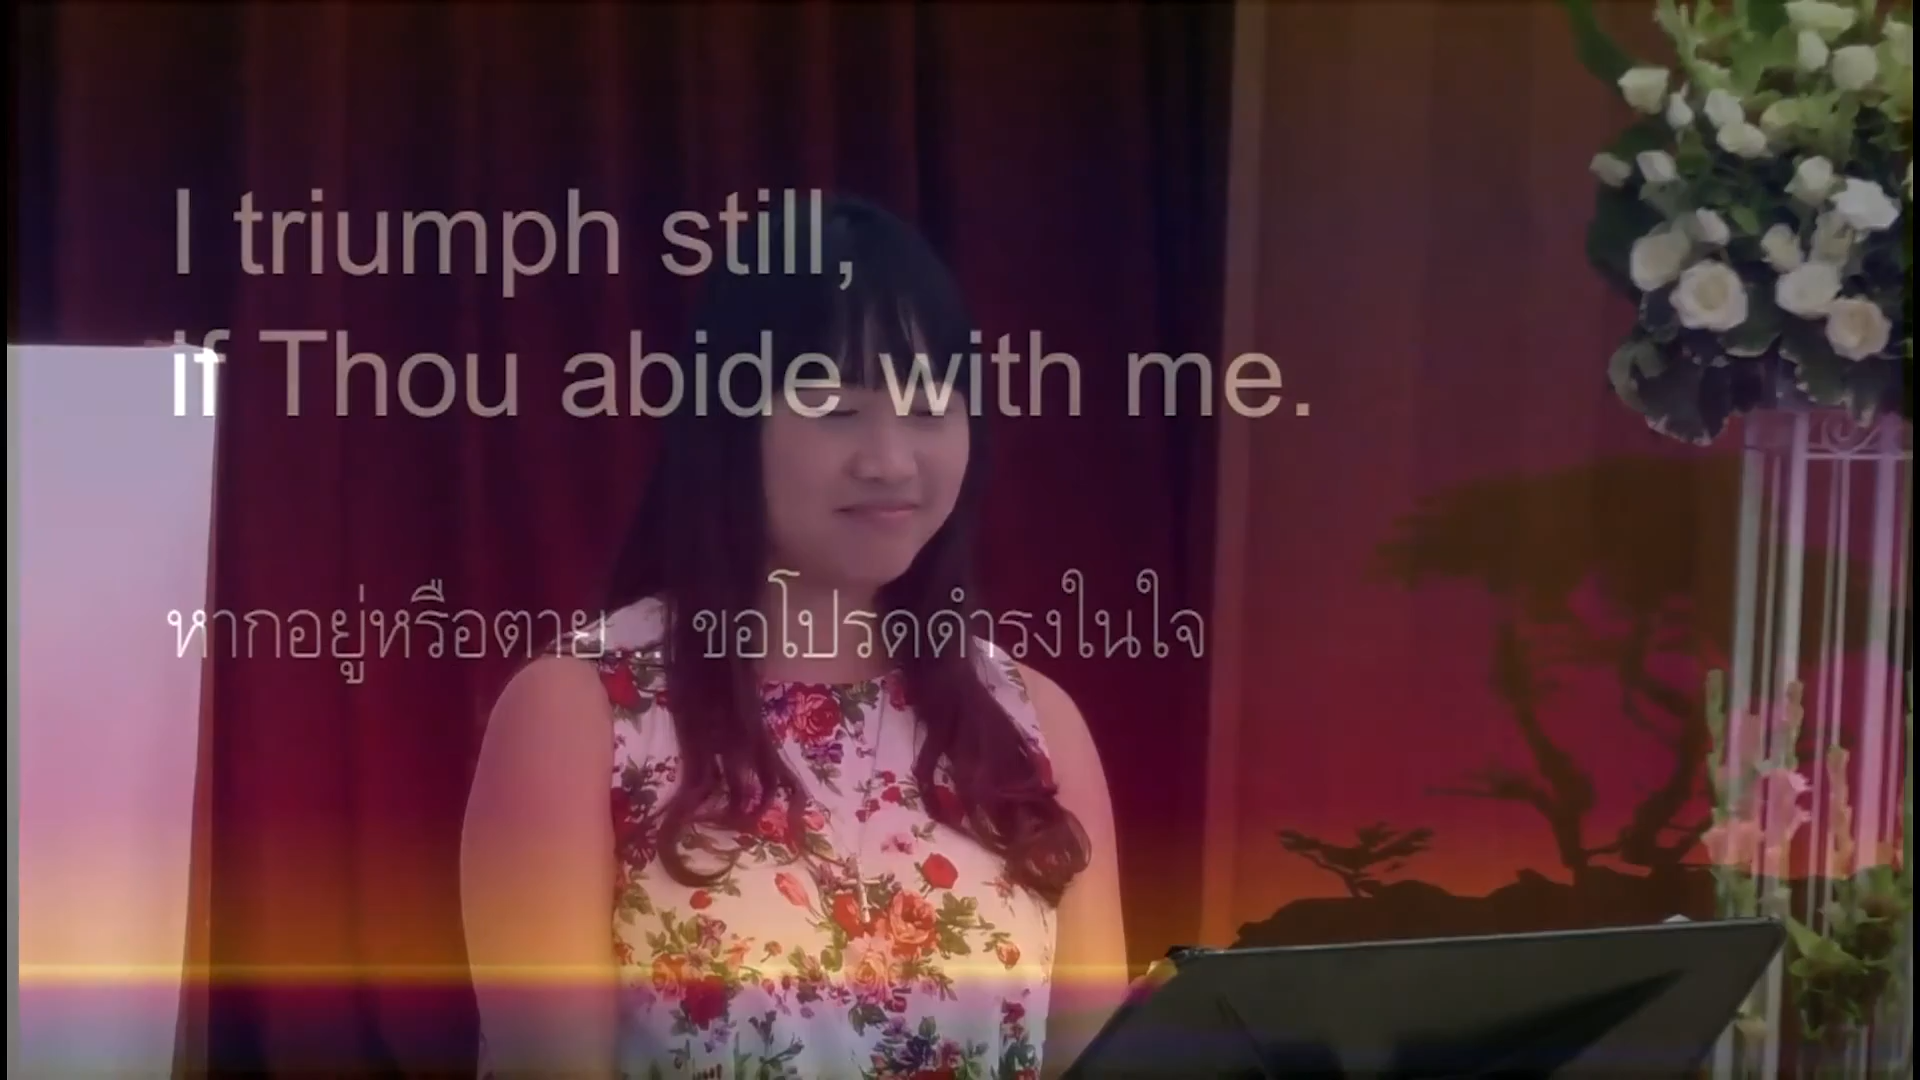 I triumph still,
if Thou abide with me.
หากอยู่หรือตาย... ขอโปรดดำรงในใจ